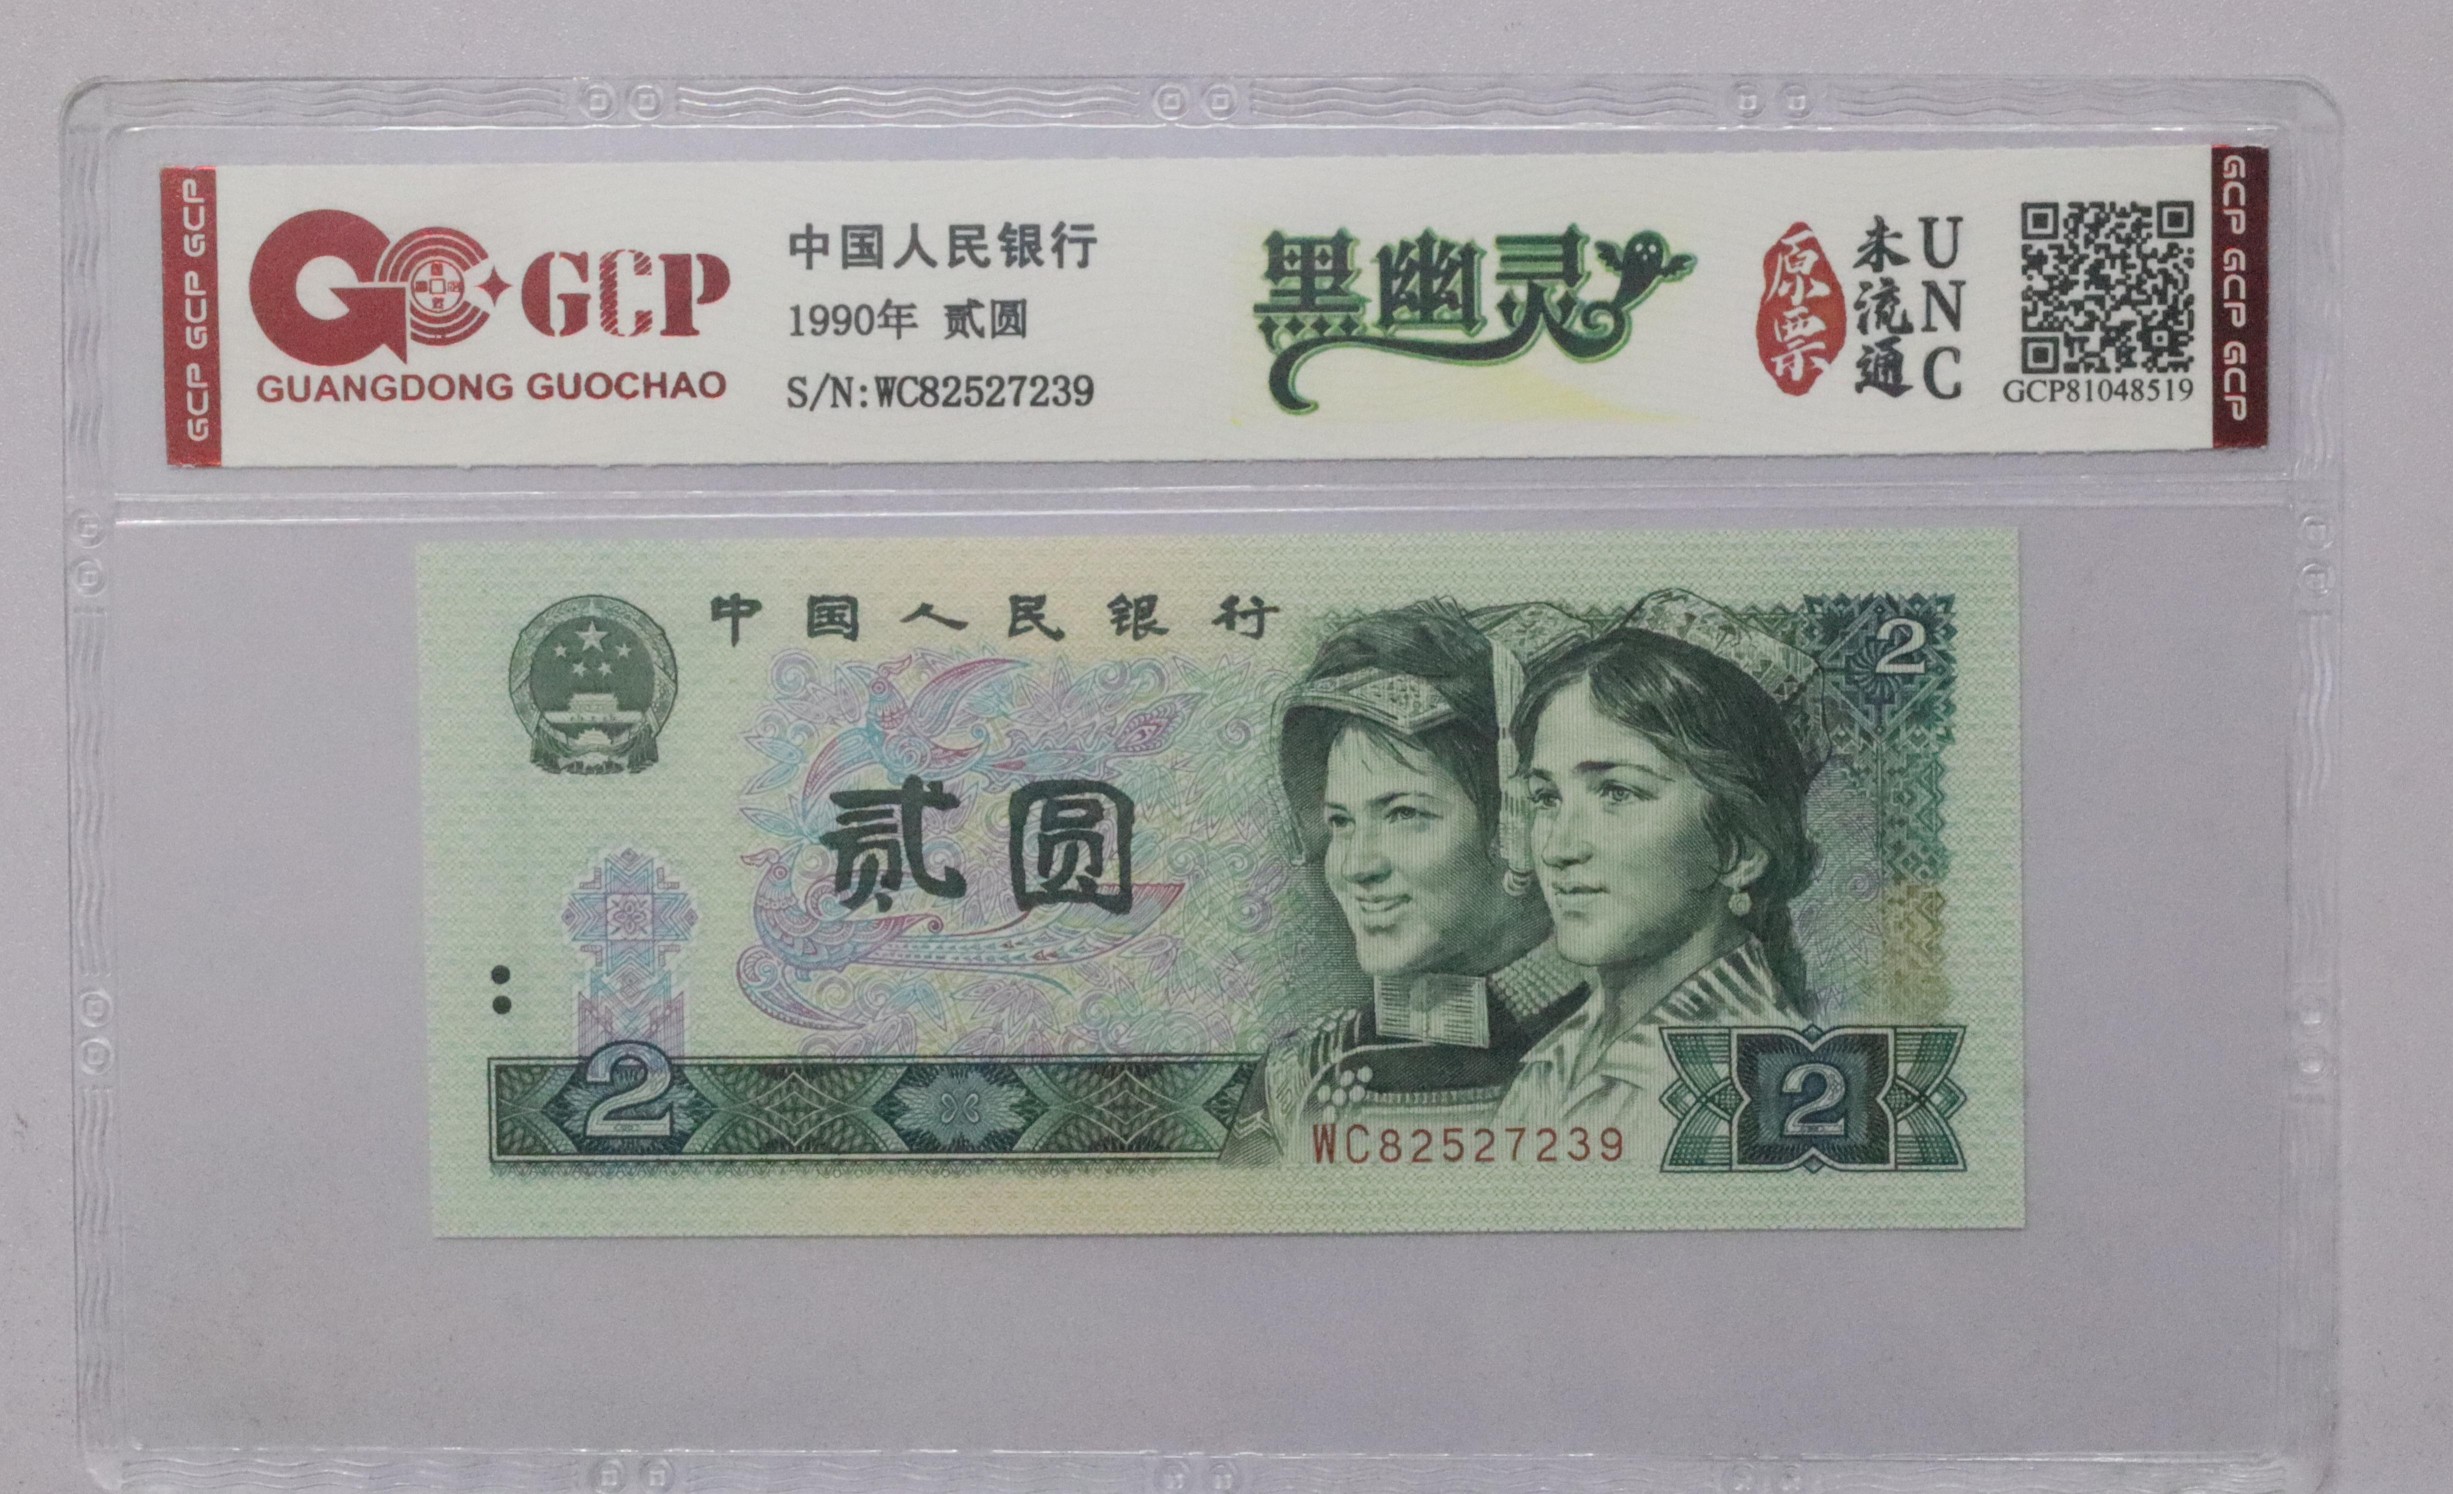 GCP GCP GCP
GCP
GUANGDONG GUOCHAO
中国人民银行
1990年 贰圆
S/N:WC82527239
黑幽灵
原票
未流通
UNC
GCP81048519
GCP GCP GCP
中国人民银行
2
贰圆
2
WC82527239
2